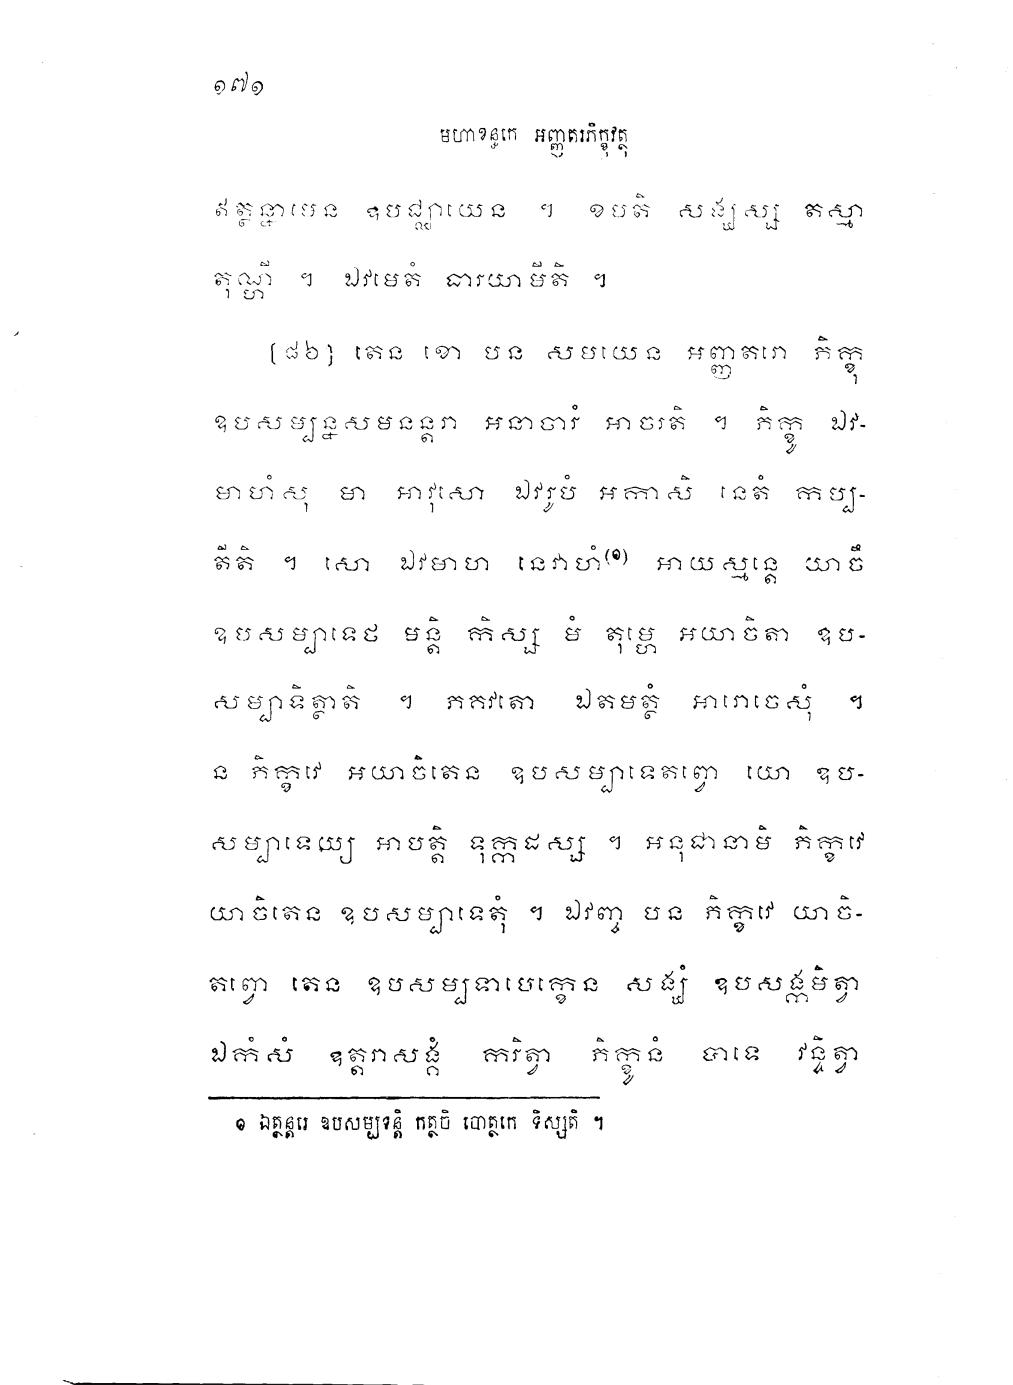 ១៧១
មហាខន្ធកេ អញ្ញតរភិក្ខុវត្ថុ
ឥត្ថន្នាមេន ឧបជ្ឈាយេន ។ ខមតិ សង្ឃស្ស តស្មា
តុណ្ហី ។ ឯវមេតំ ធារយាមីតិ ។
[៨៦] តេន ខោ បន សមយេន អញ្ញតរោ ភិក្ខុ
ឧបសម្បន្នសមនន្តរា អនាចារំ អាចរតិ ។ ភិក្ខូ ឯវ-
មាហំសុ មា អាវុសោ ឯវរូបំ អកាសិ នេតំ កប្ប-
តីតិ ។ សោ ឯវមាហ នេវាហំ(១) អាយស្មន្តេ យាចឹ
ឧបសម្បាទេថ មន្តិ កិស្ស មំ តុម្ហេ អយាចិតា ឧប-
សម្បាទិត្ថាតិ ។ ភគវតោ ឯតមត្ថំ អារោចេសុំ ។
ន ភិក្ខវេ អយាចិតេន ឧបសម្បាទេតព្វោ យោ ឧប-
សម្បាទេយ្យ អាបត្តិ ទុក្កដស្ស ។ អនុជានាមិ ភិក្ខវេ
យាចិតេន ឧបសម្បាទេតុំ ។ ឯវញ្ច បន ភិក្ខវេ យាចិ-
តព្វោ តេន ឧបសម្បទាបេក្ខេន សង្ឃំ ឧបសង្កមិត្វា
ឯកំសំ ឧត្តរាសង្គំ ករិត្វា ភិក្ខូនំ បាទេ វន្ទិត្វា
១ ឯត្ថន្តរេ ឧបសម្បទន្តិ កត្ថចិ បោត្ថកេ ទិស្សតិ ។